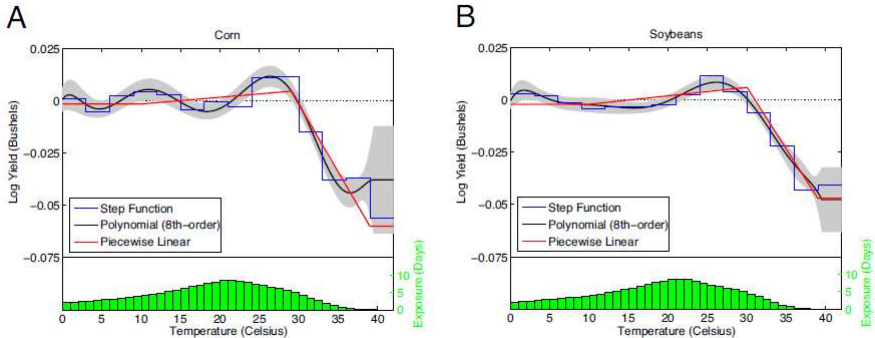 A
Corn
0.025
0
−0.025
−0.05
−0.075
Log Yield (Bushels)
Step Function
Polynomial (8th-order)
Piecewise Linear
10
5
0
Exposure (Days)
0 5 10 15 20 25 30 35 40
Temperature (Celsius)
B
Soybeans
0.025
0
−0.025
−0.05
−0.075
Log Yield (Bushels)
Step Function
Polynomial (8th-order)
Piecewise Linear
10
5
0
Exposure (Days)
0 5 10 15 20 25 30 35 40
Temperature (Celsius)